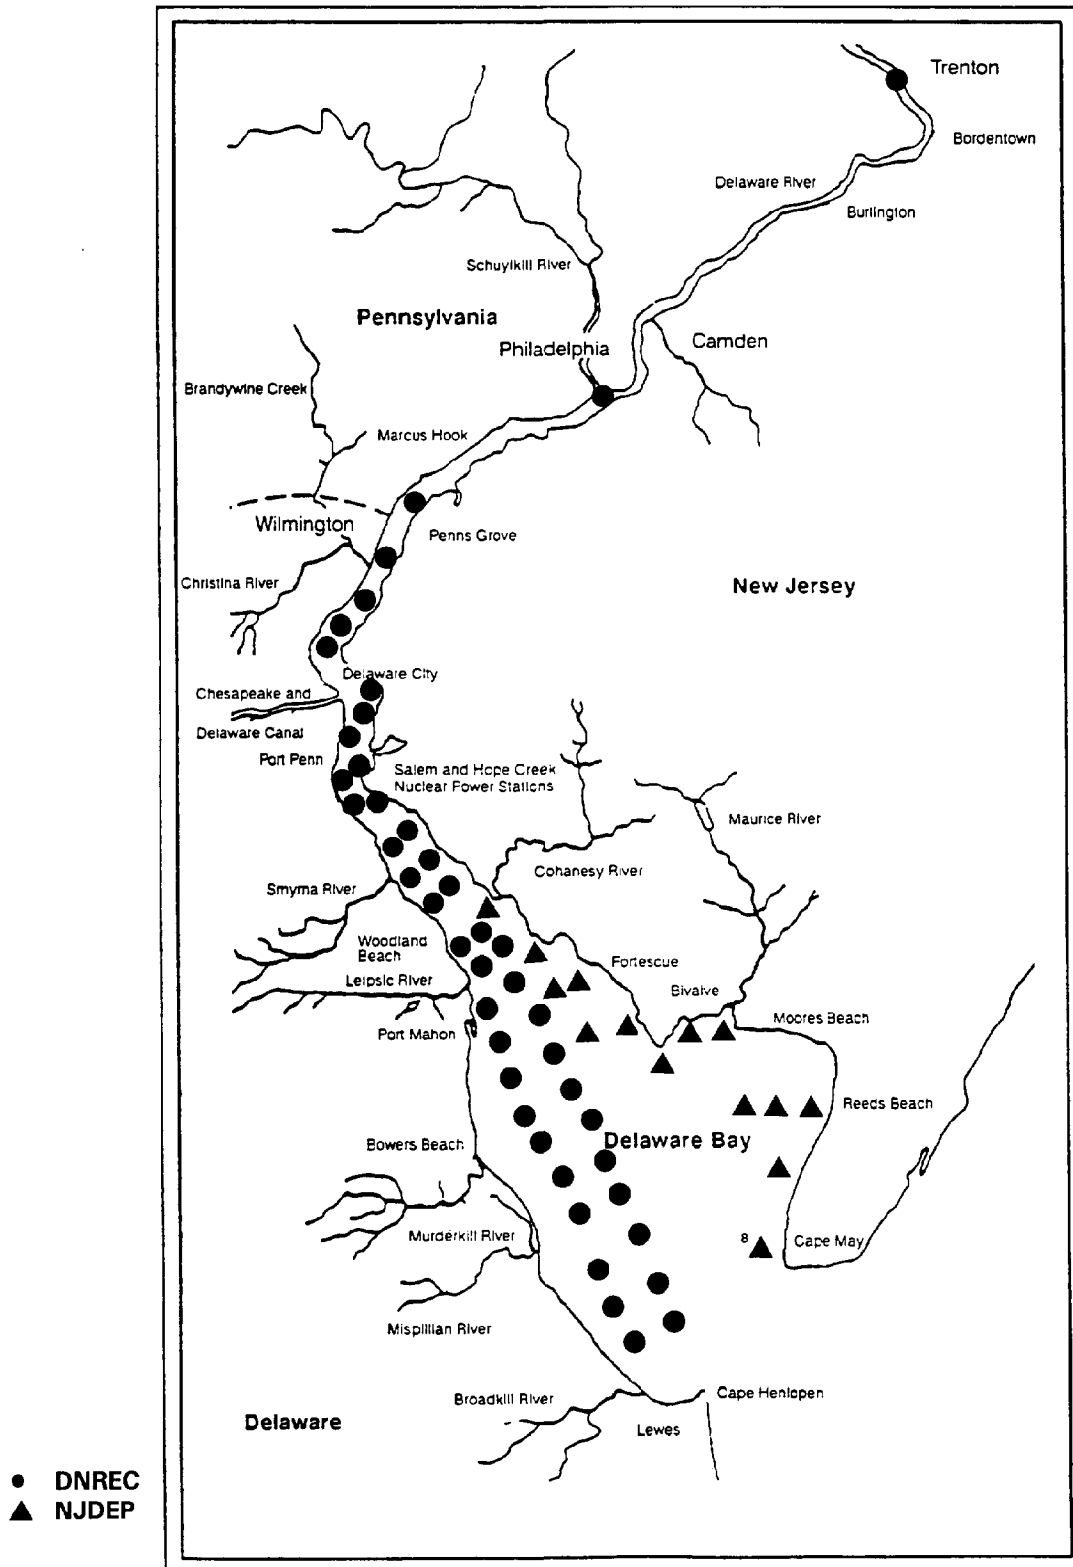 Trenton
Bordentown
Delaware River
Burlington
Schuylkill River
Pennsylvania
Philadelphia
Camden
Brandywine Creek
Marcus Hook
Wilmington
Penns Grove
Christina River
New Jersey
Delaware City
Chesapeake and
Delaware Canal
Port Penn
Salem and Hope Creek
Nuclear Power Stations
Maurice River
Cohanesy River
Smyrna River
Woodland
Beach
Fortescue
Leipsic River
Bivalve
Port Mahon
Moores Beach
Reeds Beach
Bowers Beach
Delaware Bay
Murderkill River
8
Cape May
Misplllian River
Broadkill River
Cape Henlopen
Delaware
Lewes
DNREC
NJDEP